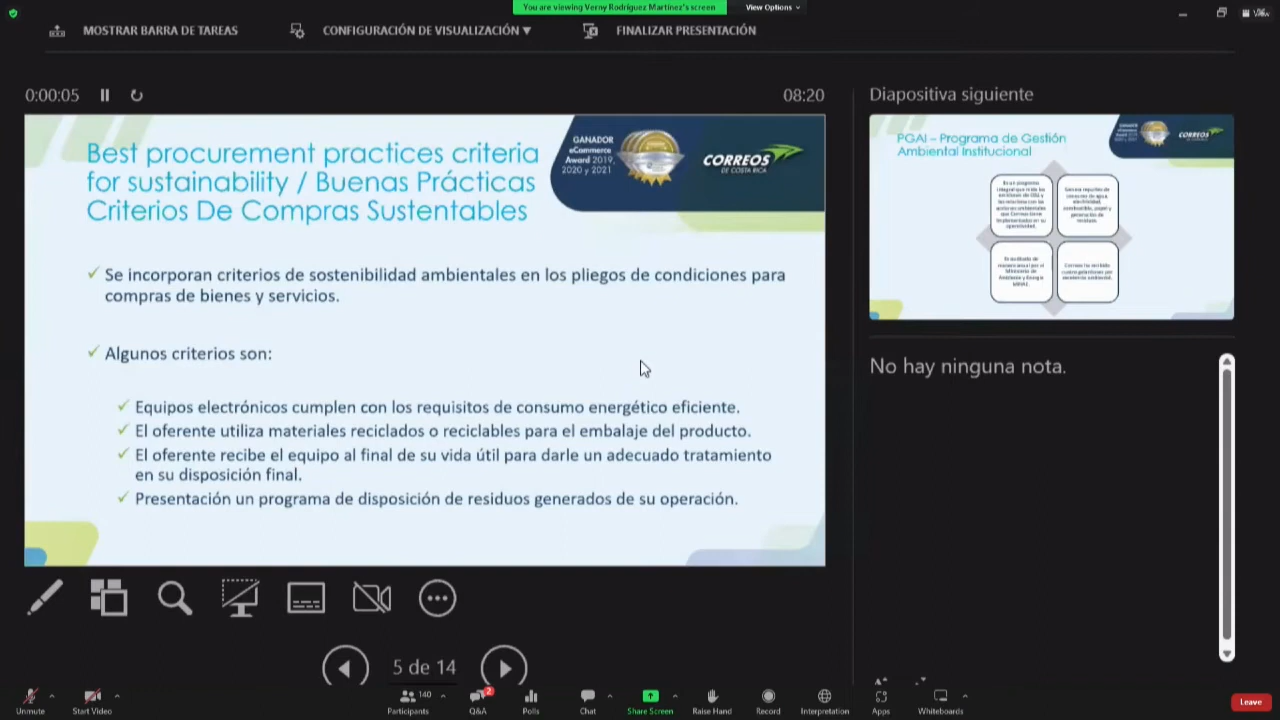 You are viewing Verny Rodríguez Martínez's screen
View Options
View
MOSTRAR BARRA DE TAREAS
CONFIGURACIÓN DE VISUALIZACIÓN
FINALIZAR PRESENTACIÓN
0:00:05
08:20
Best procurement practices criteria
for sustainability / Buenas Prácticas
Criterios De Compras Sustentables
GANADOR
eCommerce
Award 2019,
2020 y 2021
CORREOS
DE COSTA RICA
Se incorporan criterios de sostenibilidad ambientales en los pliegos de condiciones para
compras de bienes y servicios.
Algunos criterios son:
Equipos electrónicos cumplen con los requisitos de consumo energético eficiente.
El oferente utiliza materiales reciclados o reciclables para el embalaje del producto.
El oferente recibe el equipo al final de su vida útil para darle un adecuado tratamiento
en su disposición final.
Presentación un programa de disposición de residuos generados de su operación.
5 de 14
Diapositiva siguiente
PGAI – Programa de Gestión
Ambiental Institucional
CORREOS
No hay ninguna nota.
Unmute
Start Video
Participants
140
Q&A
2
Polls
Chat
Share Screen
Raise Hand
Record
Interpretation
Apps
Whiteboards
Leave